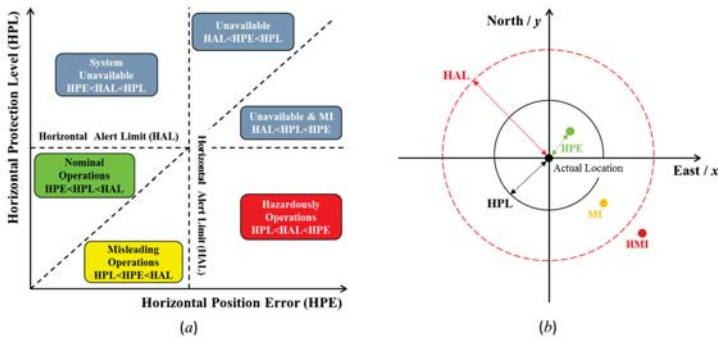 Horizontal Protection Level (HPL)
Unavailable
HAL<HPE<HPL
System
Unavailable
HPE<HAL<HPL
Unavailable & MI
HAL<HPL<HPE
Horizontal Alert Limit (HAL)
Horizontal
Alert Limit (HAL)
Nominal
Operations
HPE<HPL<HAL
Hazardously
Operations
HPL<HAL<HPE
Misleading
Operations
HPL<HPE<HAL
Horizontal Position Error (HPE)
(a)
North / y
HAL
HPE
Actual Location
East / x
HPL
MI
HMI
(b)